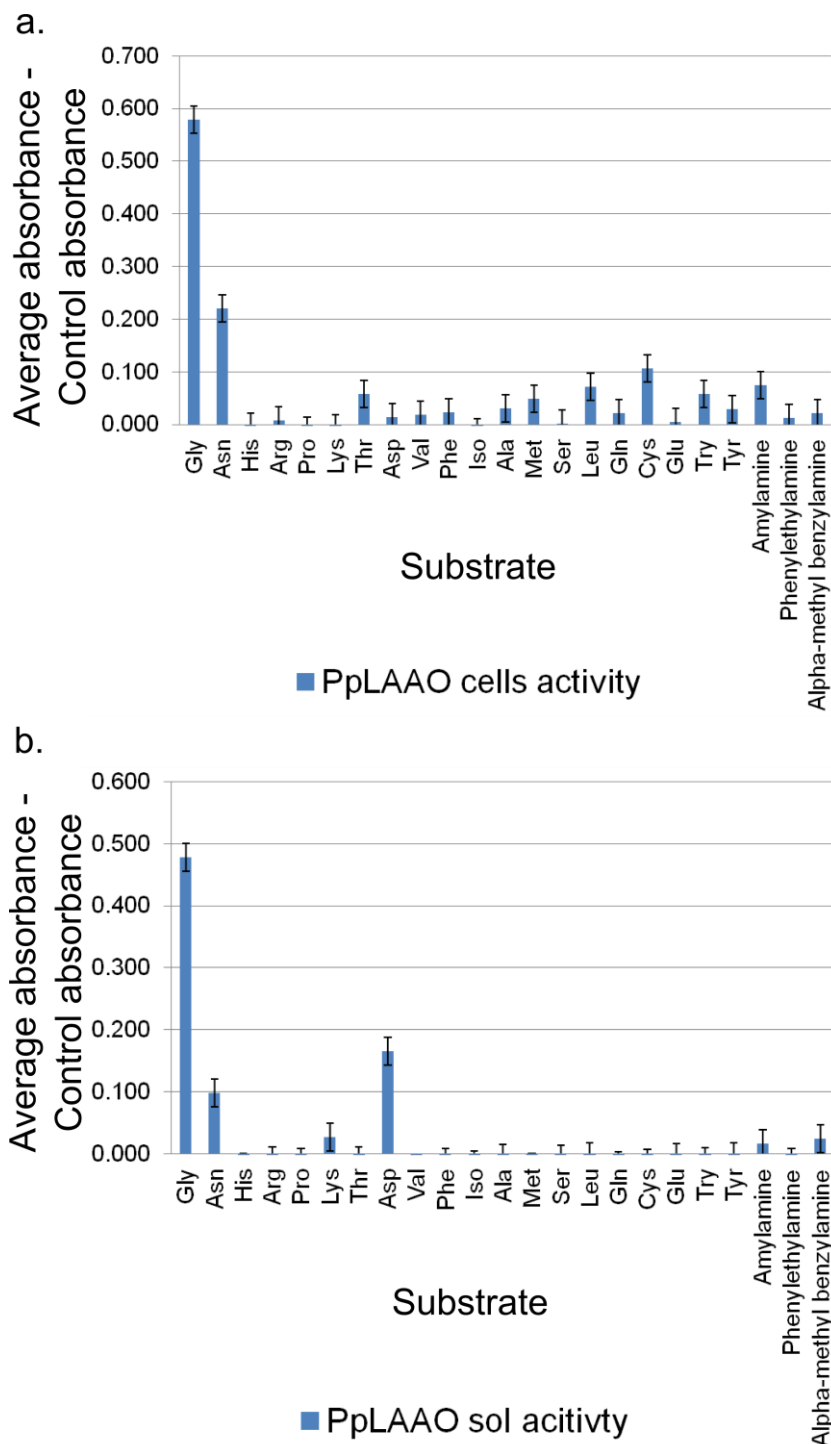 a.
Average absorbance -
Control absorbance
0.700
0.600
0.500
0.400
0.300
0.200
0.100
0.000
Gly
Asn
His
Arg
Pro
Lys
Thr
Asp
Val
Phe
Iso
Ala
Met
Ser
Leu
Gln
Cys
Glu
Try
Tyr
Amylamine
Phenylethylamine
Alpha-methyl benzylamine
Substrate
PpLAAO cells activity
b.
Average absorbance -
Control absorbance
0.600
0.500
0.400
0.300
0.200
0.100
0.000
Gly
Asn
His
Arg
Pro
Lys
Thr
Asp
Val
Phe
Iso
Ala
Met
Ser
Leu
Gln
Cys
Glu
Try
Tyr
Amylamine
Phenylethylamine
Alpha-methyl benzylamine
Substrate
PpLAAO sol acitivty